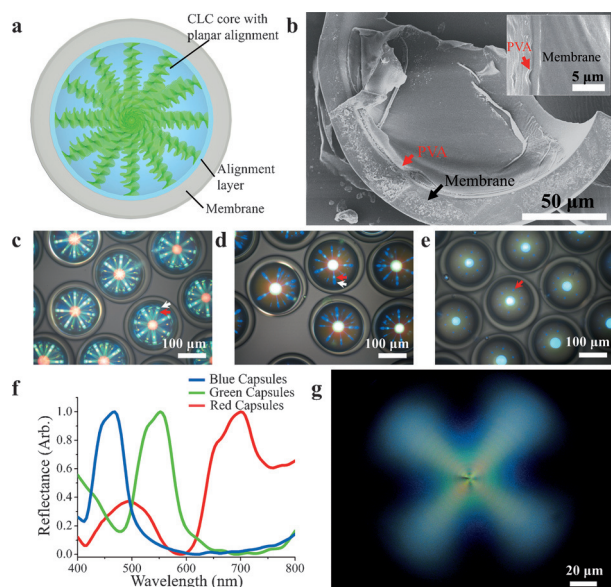 a
CLC core with
planar alignment
Alignment
layer
Membrane
b
PVA
Membrane
50 µm
PVA
Membrane
5 µm
c
100 µm
d
100 µm
e
100 µm
f
Blue Capsules
Green Capsules
Red Capsules
Reflectance (Arb.)
1.0
0.8
0.6
0.4
0.2
0.0
400 500 600 700 800
Wavelength (nm)
g
20 µm